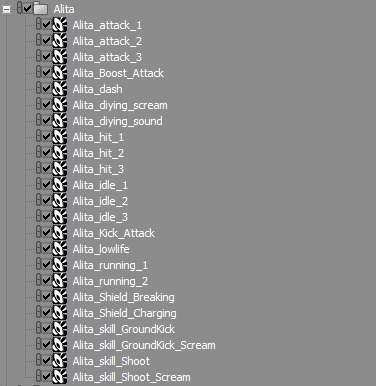 Alita
Alita_attack_1
Alita_attack_2
Alita_attack_3
Alita_Boost_Attack
Alita_dash
Alita_diying_scream
Alita_diying_sound
Alita_hit_1
Alita_hit_2
Alita_hit_3
Alita_idle_1
Alita_idle_2
Alita_idle_3
Alita_Kick_Attack
Alita_lowlife
Alita_running_1
Alita_running_2
Alita_Shield_Breaking
Alita_Shield_Charging
Alita_skill_GroundKick
Alita_skill_GroundKick_Scream
Alita_skill_Shoot
Alita_skill_Shoot_Scream